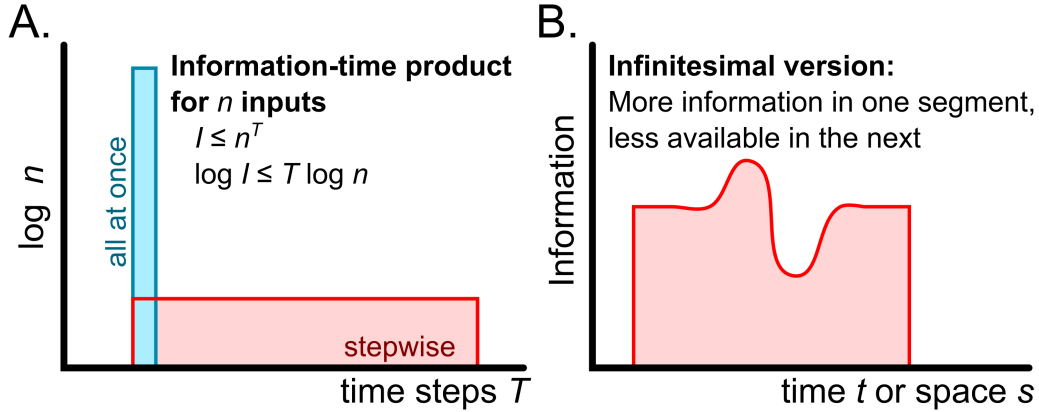 A.
Information-time product
for n inputs
I ≤ n^T
log I ≤ T log n
all at once
log n
stepwise
time steps T
B.
Infinitesimal version:
More information in one segment,
less available in the next
Information
time t or space s